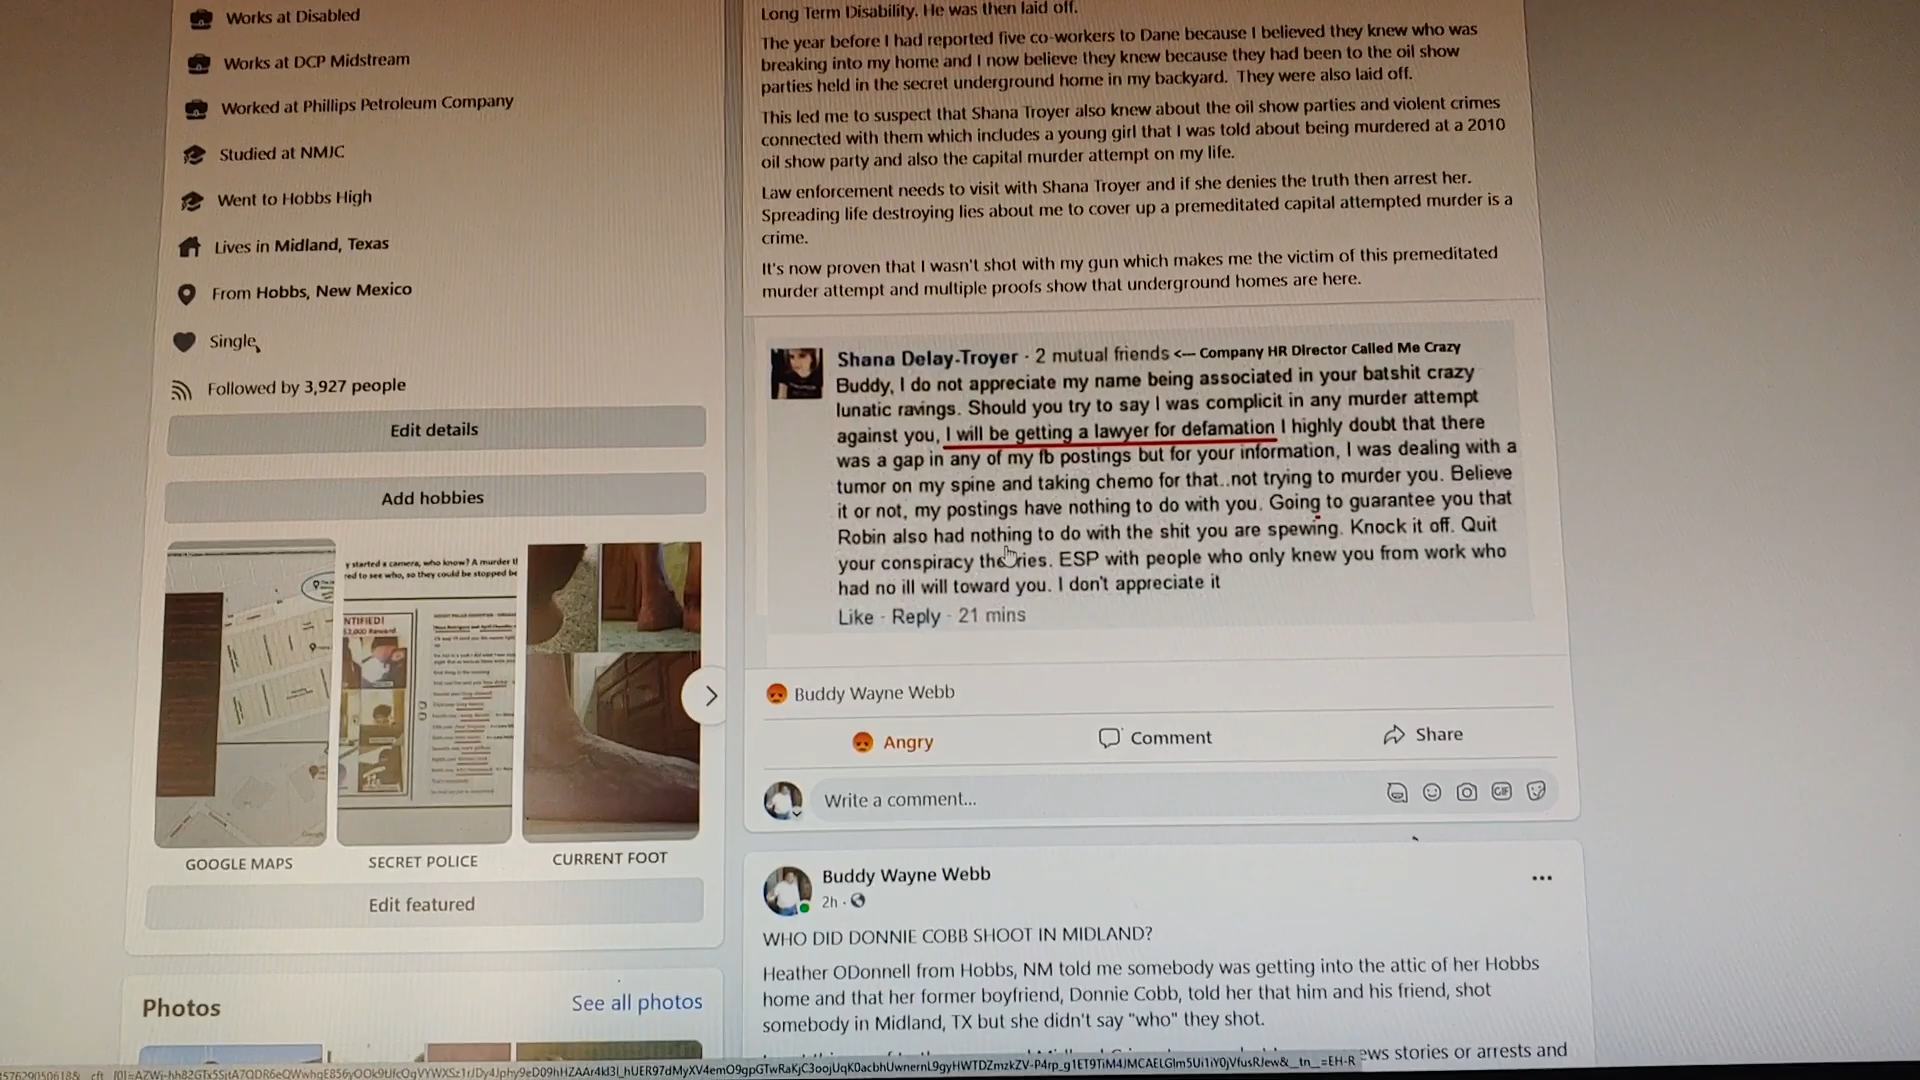 Works at Disabled
Works at DCP Midstream
Worked at Phillips Petroleum Company
Studied at NMJC
Went to Hobbs High
Lives in Midland, Texas
From Hobbs, New Mexico
Single
Followed by 3,927 people
Edit details
Add hobbies
y started a camera, who know? A murder t
red to see who, so they could be stopped be
NTIFIED!
$2,000 Reward
GOOGLE MAPS
SECRET POLICE
CURRENT FOOT
Edit featured
Photos
See all photos
Long Term Disability. He was then laid off.
The year before I had reported five co-workers to Dane because I believed they knew who was
breaking into my home and I now believe they knew because they had been to the oil show
parties held in the secret underground home in my backyard. They were also laid off.
This led me to suspect that Shana Troyer also knew about the oil show parties and violent crimes
connected with them which includes a young girl that I was told about being murdered at a 2010
oil show party and also the capital murder attempt on my life.
Law enforcement needs to visit with Shana Troyer and if she denies the truth then arrest her.
Spreading life destroying lies about me to cover up a premeditated capital attempted murder is a
crime.
It's now proven that I wasn't shot with my gun which makes me the victim of this premeditated
murder attempt and multiple proofs show that underground homes are here.
Shana Delay-Troyer · 2 mutual friends <--- Company HR Director Called Me Crazy
Buddy, I do not appreciate my name being associated in your batshit crazy
lunatic ravings. Should you try to say I was complicit in any murder attempt
against you, I will be getting a lawyer for defamation I highly doubt that there
was a gap in any of my fb postings but for your information, I was dealing with a
tumor on my spine and taking chemo for that..not trying to murder you. Believe
it or not, my postings have nothing to do with you. Going to guarantee you that
Robin also had nothing to do with the shit you are spewing. Knock it off. Quit
your conspiracy theories. ESP with people who only knew you from work who
had no ill will toward you. I don't appreciate it
Like · Reply · 21 mins
Buddy Wayne Webb
Angry
Comment
Share
Write a comment...
GIF
Buddy Wayne Webb
2h ·
WHO DID DONNIE COBB SHOOT IN MIDLAND?
Heather ODonnell from Hobbs, NM told me somebody was getting into the attic of her Hobbs
home and that her former boyfriend, Donnie Cobb, told her that him and his friend, shot
somebody in Midland, TX but she didn't say "who" they shot.
ews stories or arrests and